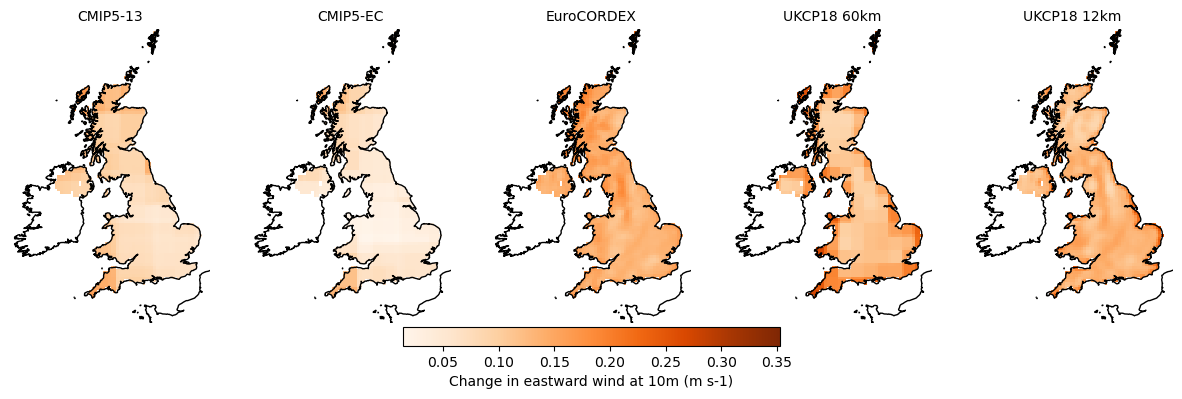 CMIP5-13
CMIP5-EC
EuroCORDEX
UKCP18 60km
UKCP18 12km
0.05 0.10 0.15 0.20 0.25 0.30 0.35
Change in eastward wind at 10m (m s-1)